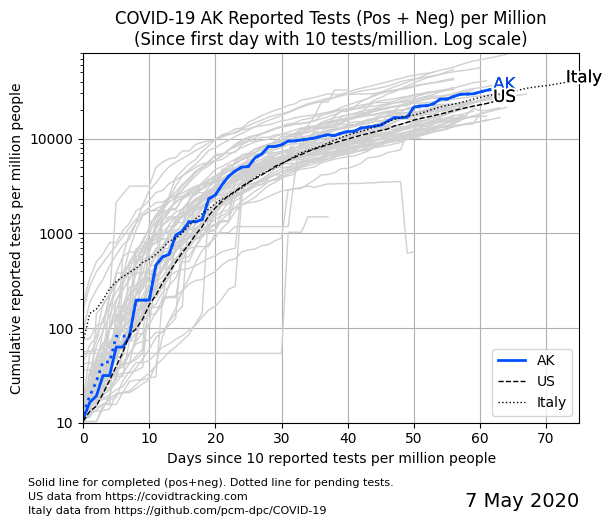 COVID-19 AK Reported Tests (Pos + Neg) per Million
(Since first day with 10 tests/million. Log scale)
Cumulative reported tests per million people
10000
1000
100
10
AK
US
Italy
AK
US
Italy
0 10 20 30 40 50 60 70
Days since 10 reported tests per million people
Solid line for completed (pos+neg). Dotted line for pending tests.
US data from https://covidtracking.com
Italy data from https://github.com/pcm-dpc/COVID-19
7 May 2020